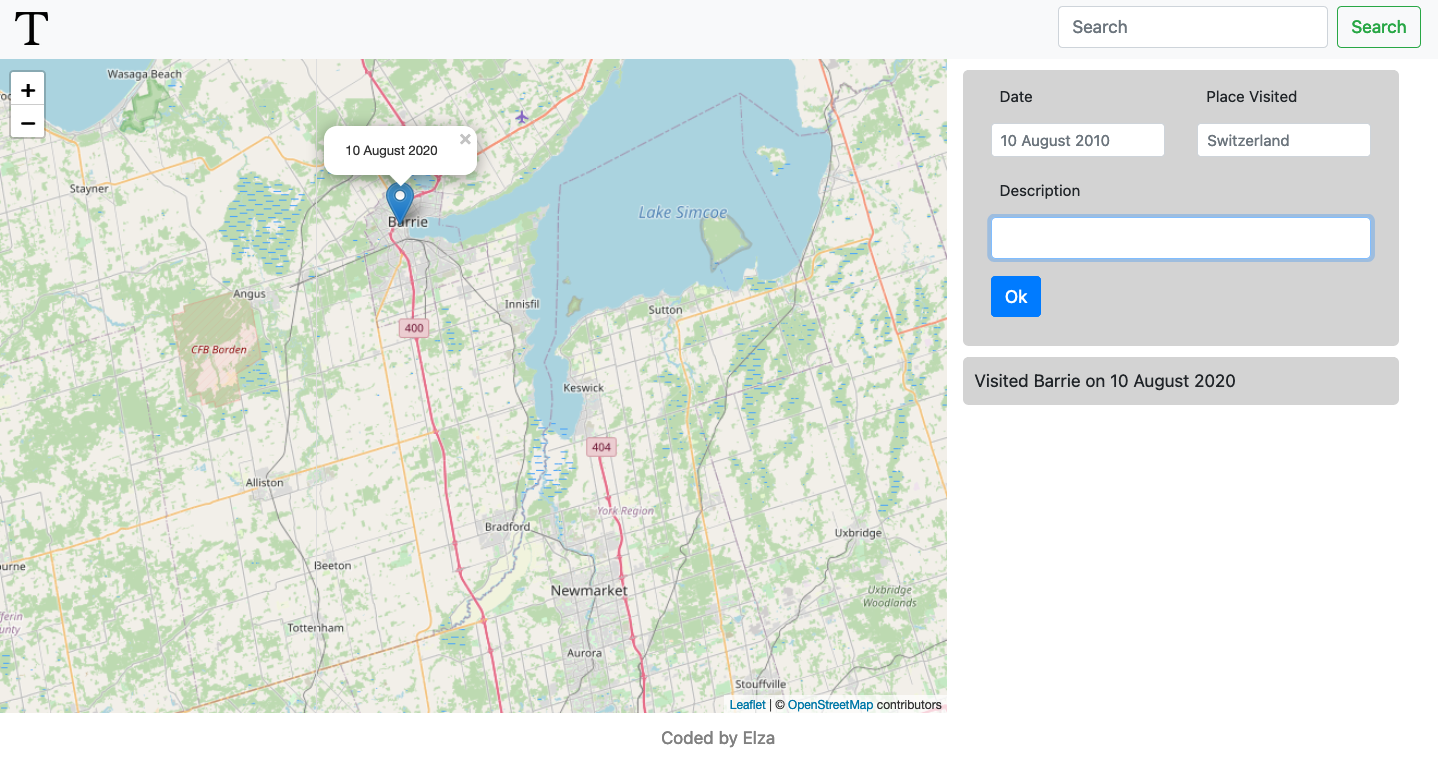 T
Search
Search
+
−
Wasaga Beach
×
10 August 2020
Stayner
Barrie
Lake Simcoe
Angus
Innisfil
Sutton
400
CFB Borden
Keswick
404
Alliston
York Region
Bradford
Uxbridge
Beeton
Newmarket
Uxbridge
Woodlands
Tottenham
Aurora
Stouffville
Leaflet | © OpenStreetMap contributors
Date
Place Visited
10 August 2010
Switzerland
Description
Ok
Visited Barrie on 10 August 2020
Coded by Elza